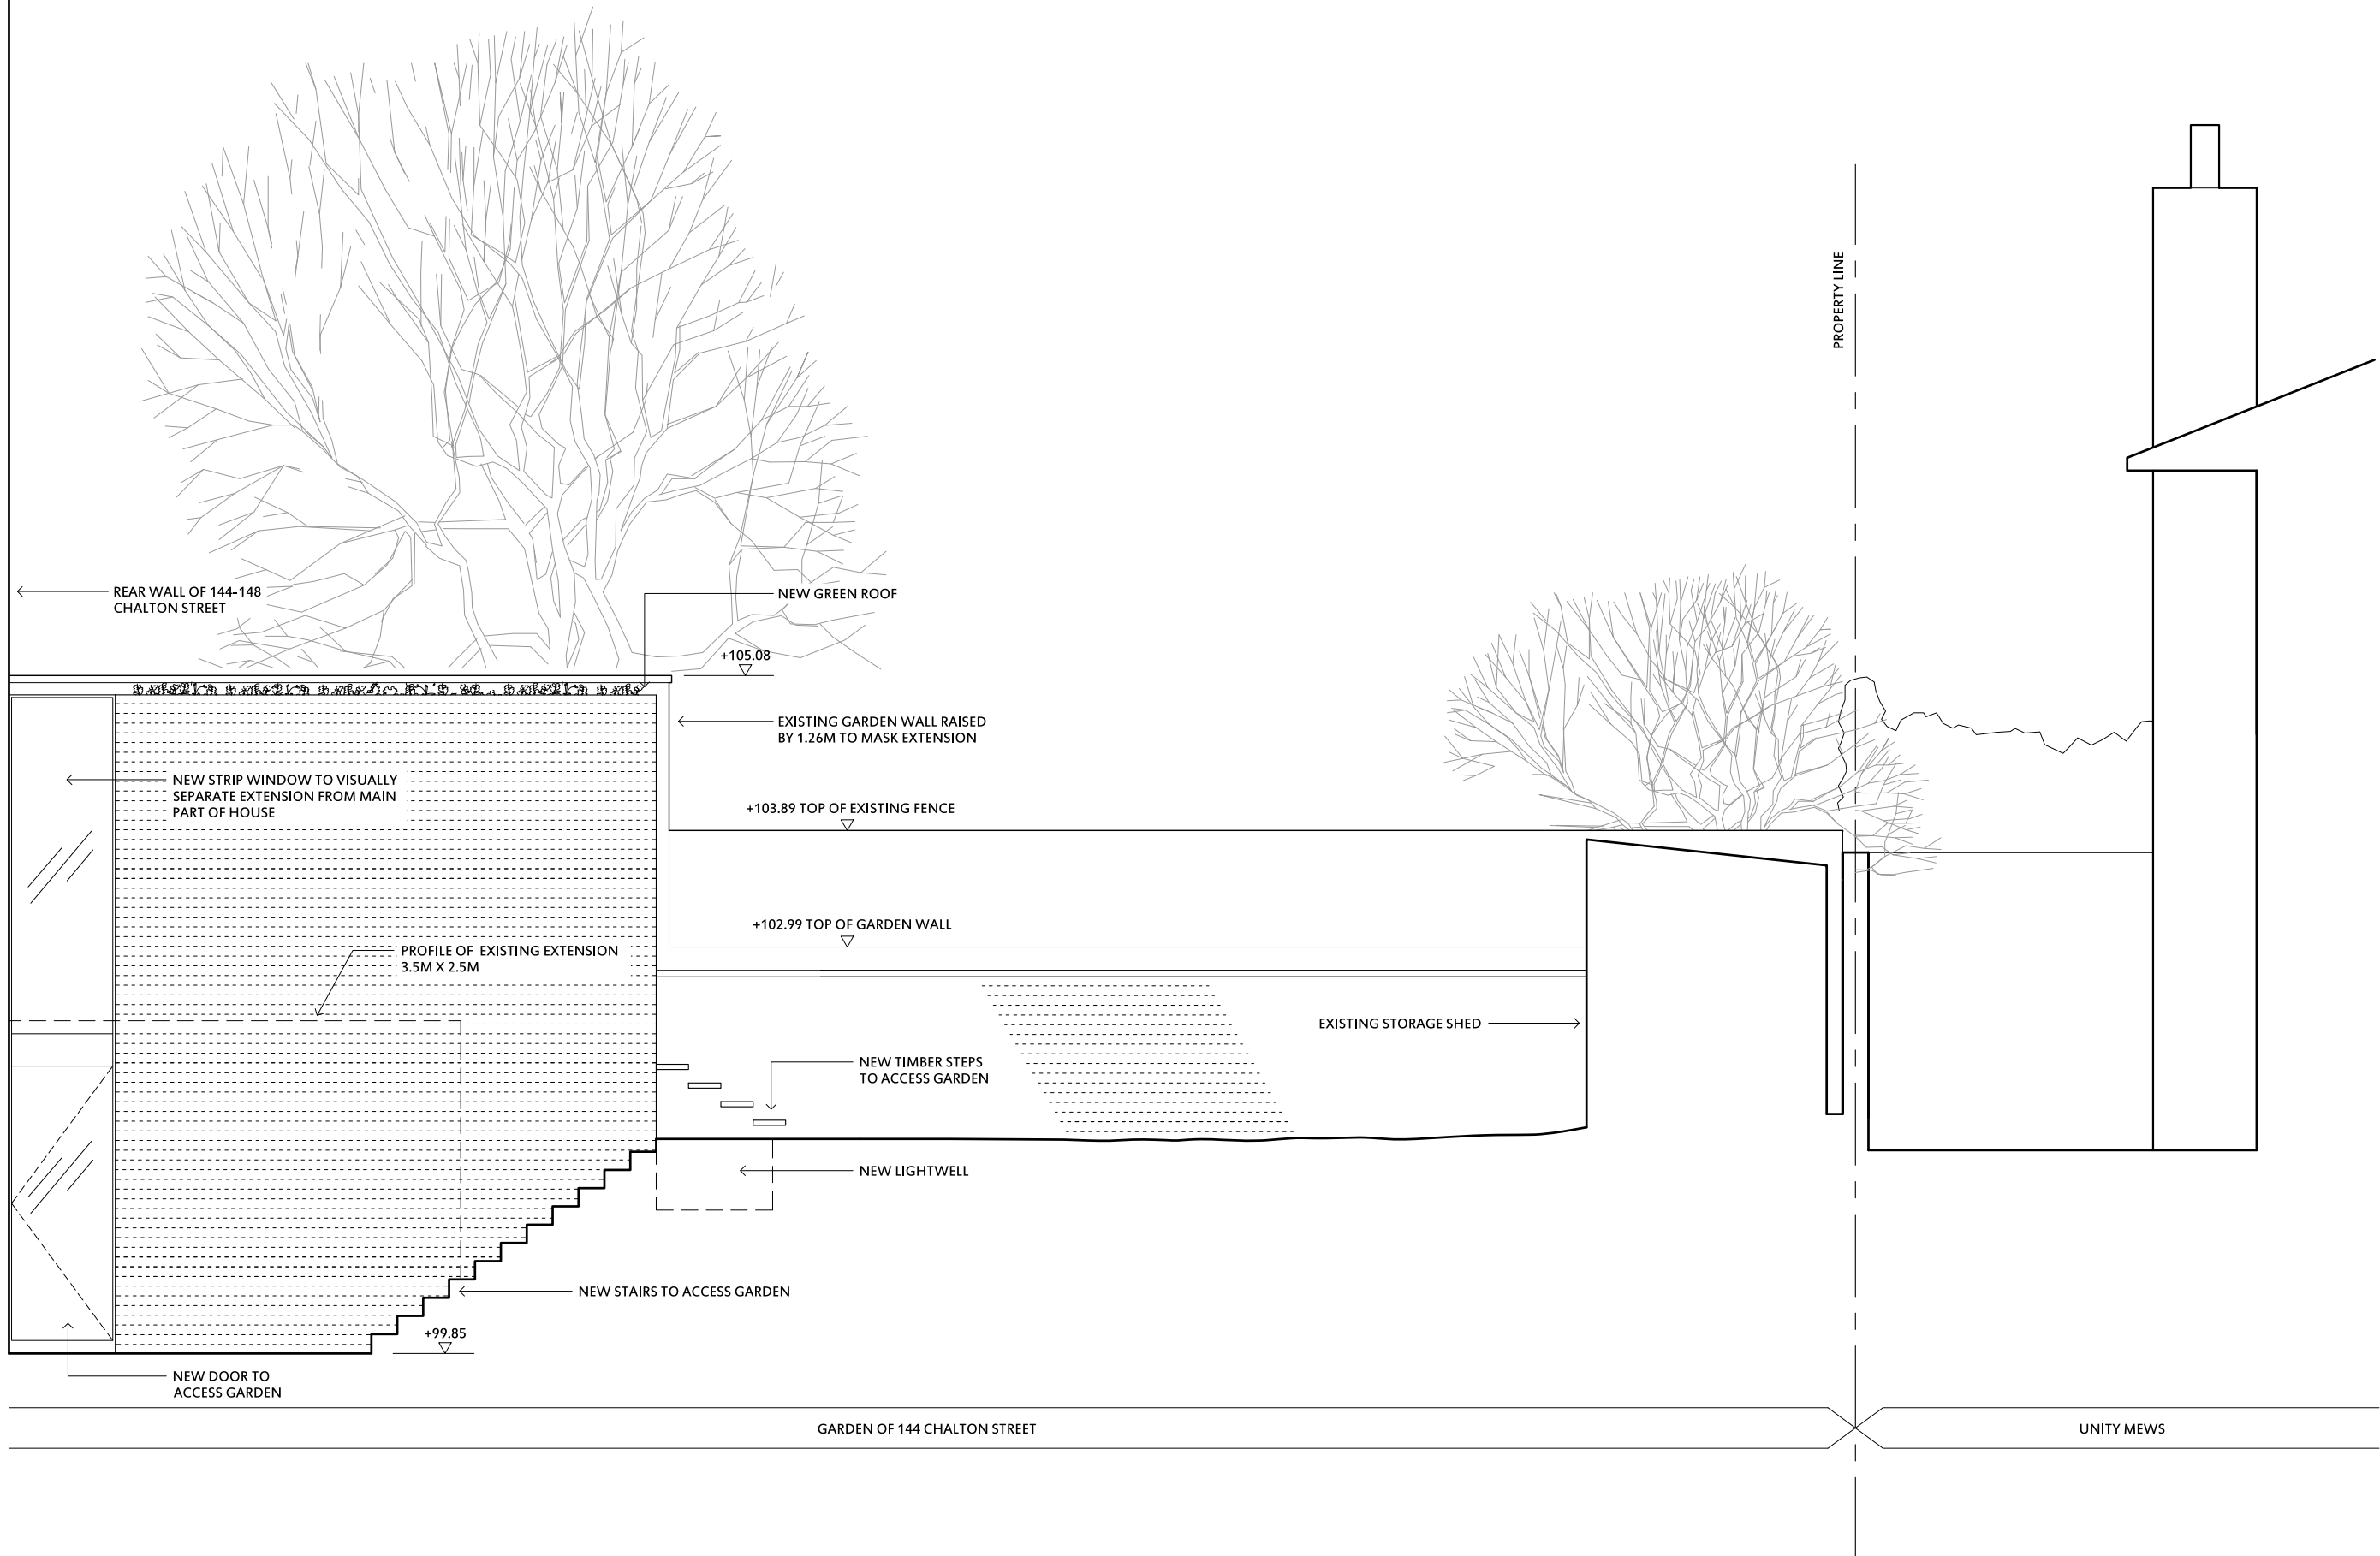 PROPERTY LINE
REAR WALL OF 144-148
CHALTON STREET
NEW GREEN ROOF
+105.08
EXISTING GARDEN WALL RAISED
BY 1.26M TO MASK EXTENSION
NEW STRIP WINDOW TO VISUALLY
SEPARATE EXTENSION FROM MAIN
PART OF HOUSE
+103.89 TOP OF EXISTING FENCE
+102.99 TOP OF GARDEN WALL
PROFILE OF EXISTING EXTENSION
3.5M X 2.5M
EXISTING STORAGE SHED
NEW TIMBER STEPS
TO ACCESS GARDEN
NEW LIGHTWELL
NEW STAIRS TO ACCESS GARDEN
+99.85
NEW DOOR TO
ACCESS GARDEN
GARDEN OF 144 CHALTON STREET
UNITY MEWS